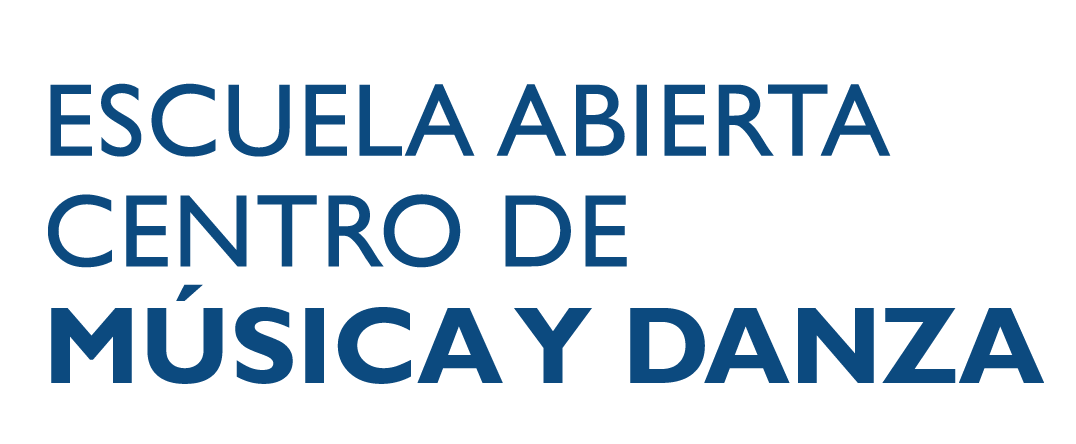 ESCUELA ABIERTA
CENTRO DE
MÚSICA Y DANZA